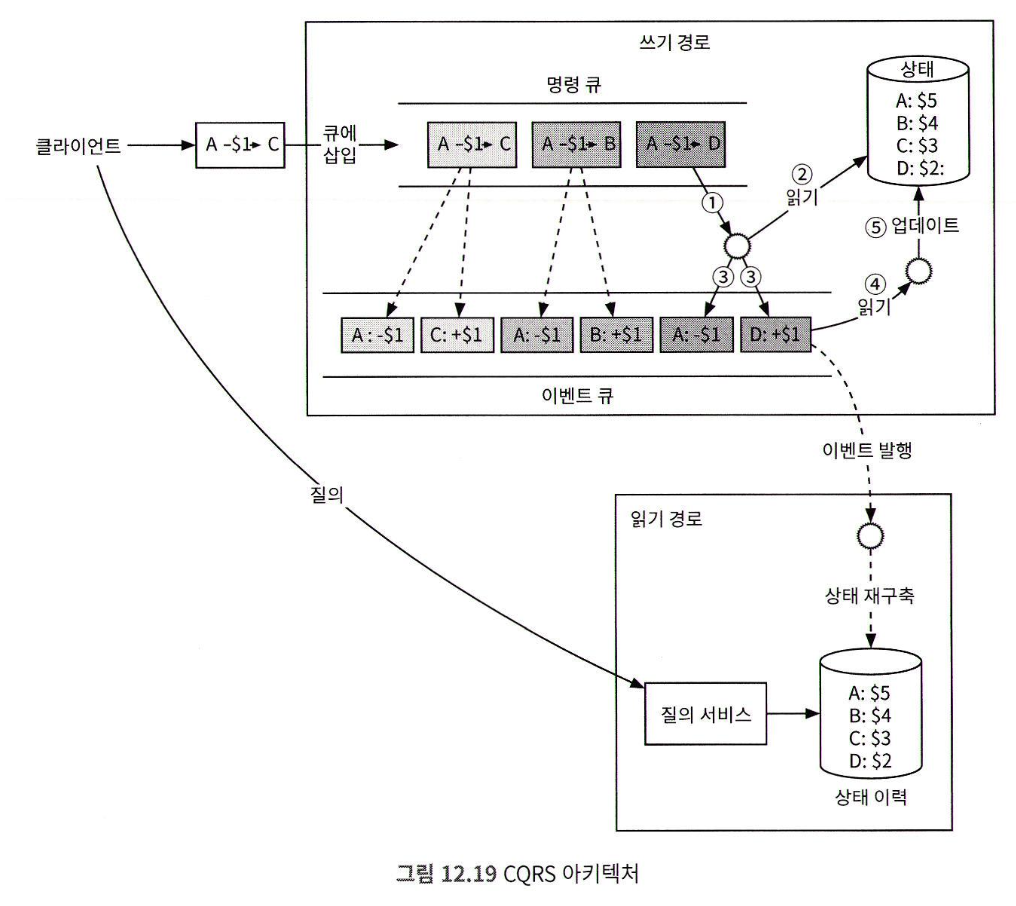 쓰기 경로
명령 큐
상태
A: $5
B: $4
C: $3
D: $2:
클라이언트
A -$1→ C
큐에
삽입
A -$1→ C
A -$1→ B
A -$1→ D
①
②
읽기
③
③
④
읽기
⑤ 업데이트
A : -$1
C: +$1
A: -$1
B: +$1
A: -$1
D: +$1
이벤트 큐
이벤트 발행
질의
읽기 경로
상태 재구축
질의 서비스
A: $5
B: $4
C: $3
D: $2
상태 이력
그림 12.19 CQRS 아키텍처